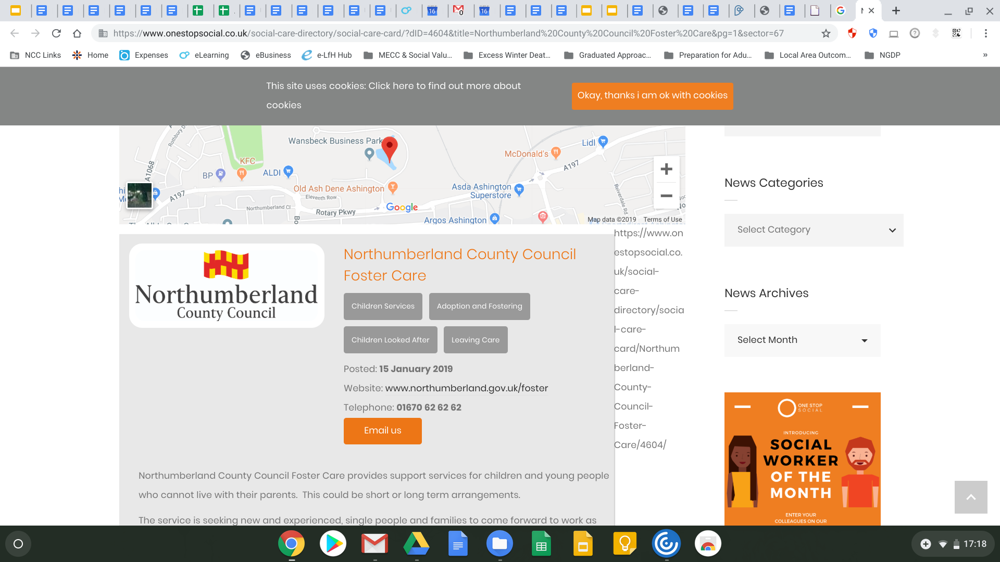 16
0
16
https://www.onestopsocial.co.uk/social-care-directory/social-care-card/?dID=4604&title=Northumberland%20County%20Council%20Foster%20Care&pg=1&sector=67
NCC Links
Home
Expenses
eLearning
eBusiness
e-LfH Hub
MECC & Social Valu...
Excess Winter Deat...
Graduated Approac...
Preparation for Adu...
Local Area Outcom...
NGDP
»
This site uses cookies: Click here to find out more about
cookies
Okay, thanks i am ok with cookies
Wansbeck Business Park
Lidl
McDonald's
KFC
A1068
BP
ALDI
A197
Old Ash Dene Ashington
Asda Ashington
Superstore
Eleventh Row
A197
Northumberland Cl
Rotary Pkwy
Google
Argos Ashington
Map data ©2019 Terms of Use
Northumberland
County Council
Northumberland County Council
Foster Care
Children Services
Adoption and Fostering
Children Looked After
Leaving Care
Posted: 15 January 2019
Website: www.northumberland.gov.uk/foster
Telephone: 01670 62 62 62
Email us
Northumberland County Council Foster Care provides support services for children and young people
who cannot live with their parents. This could be short or long term arrangements.
The service is seeking new and experienced, single people and families to come forward to work as
https://www.on
estopsocial.co.
uk/social-
care-
directory/socia
l-care-
card/Northum
berland-
County-
Council-
Foster-
Care/4604/
News Categories
Select Category
News Archives
Select Month
ONE STOP
SOCIAL
INTRODUCING
SOCIAL
WORKER
OF THE
MONTH
ENTER YOUR
COLLEAGUES ON OUR
17:18